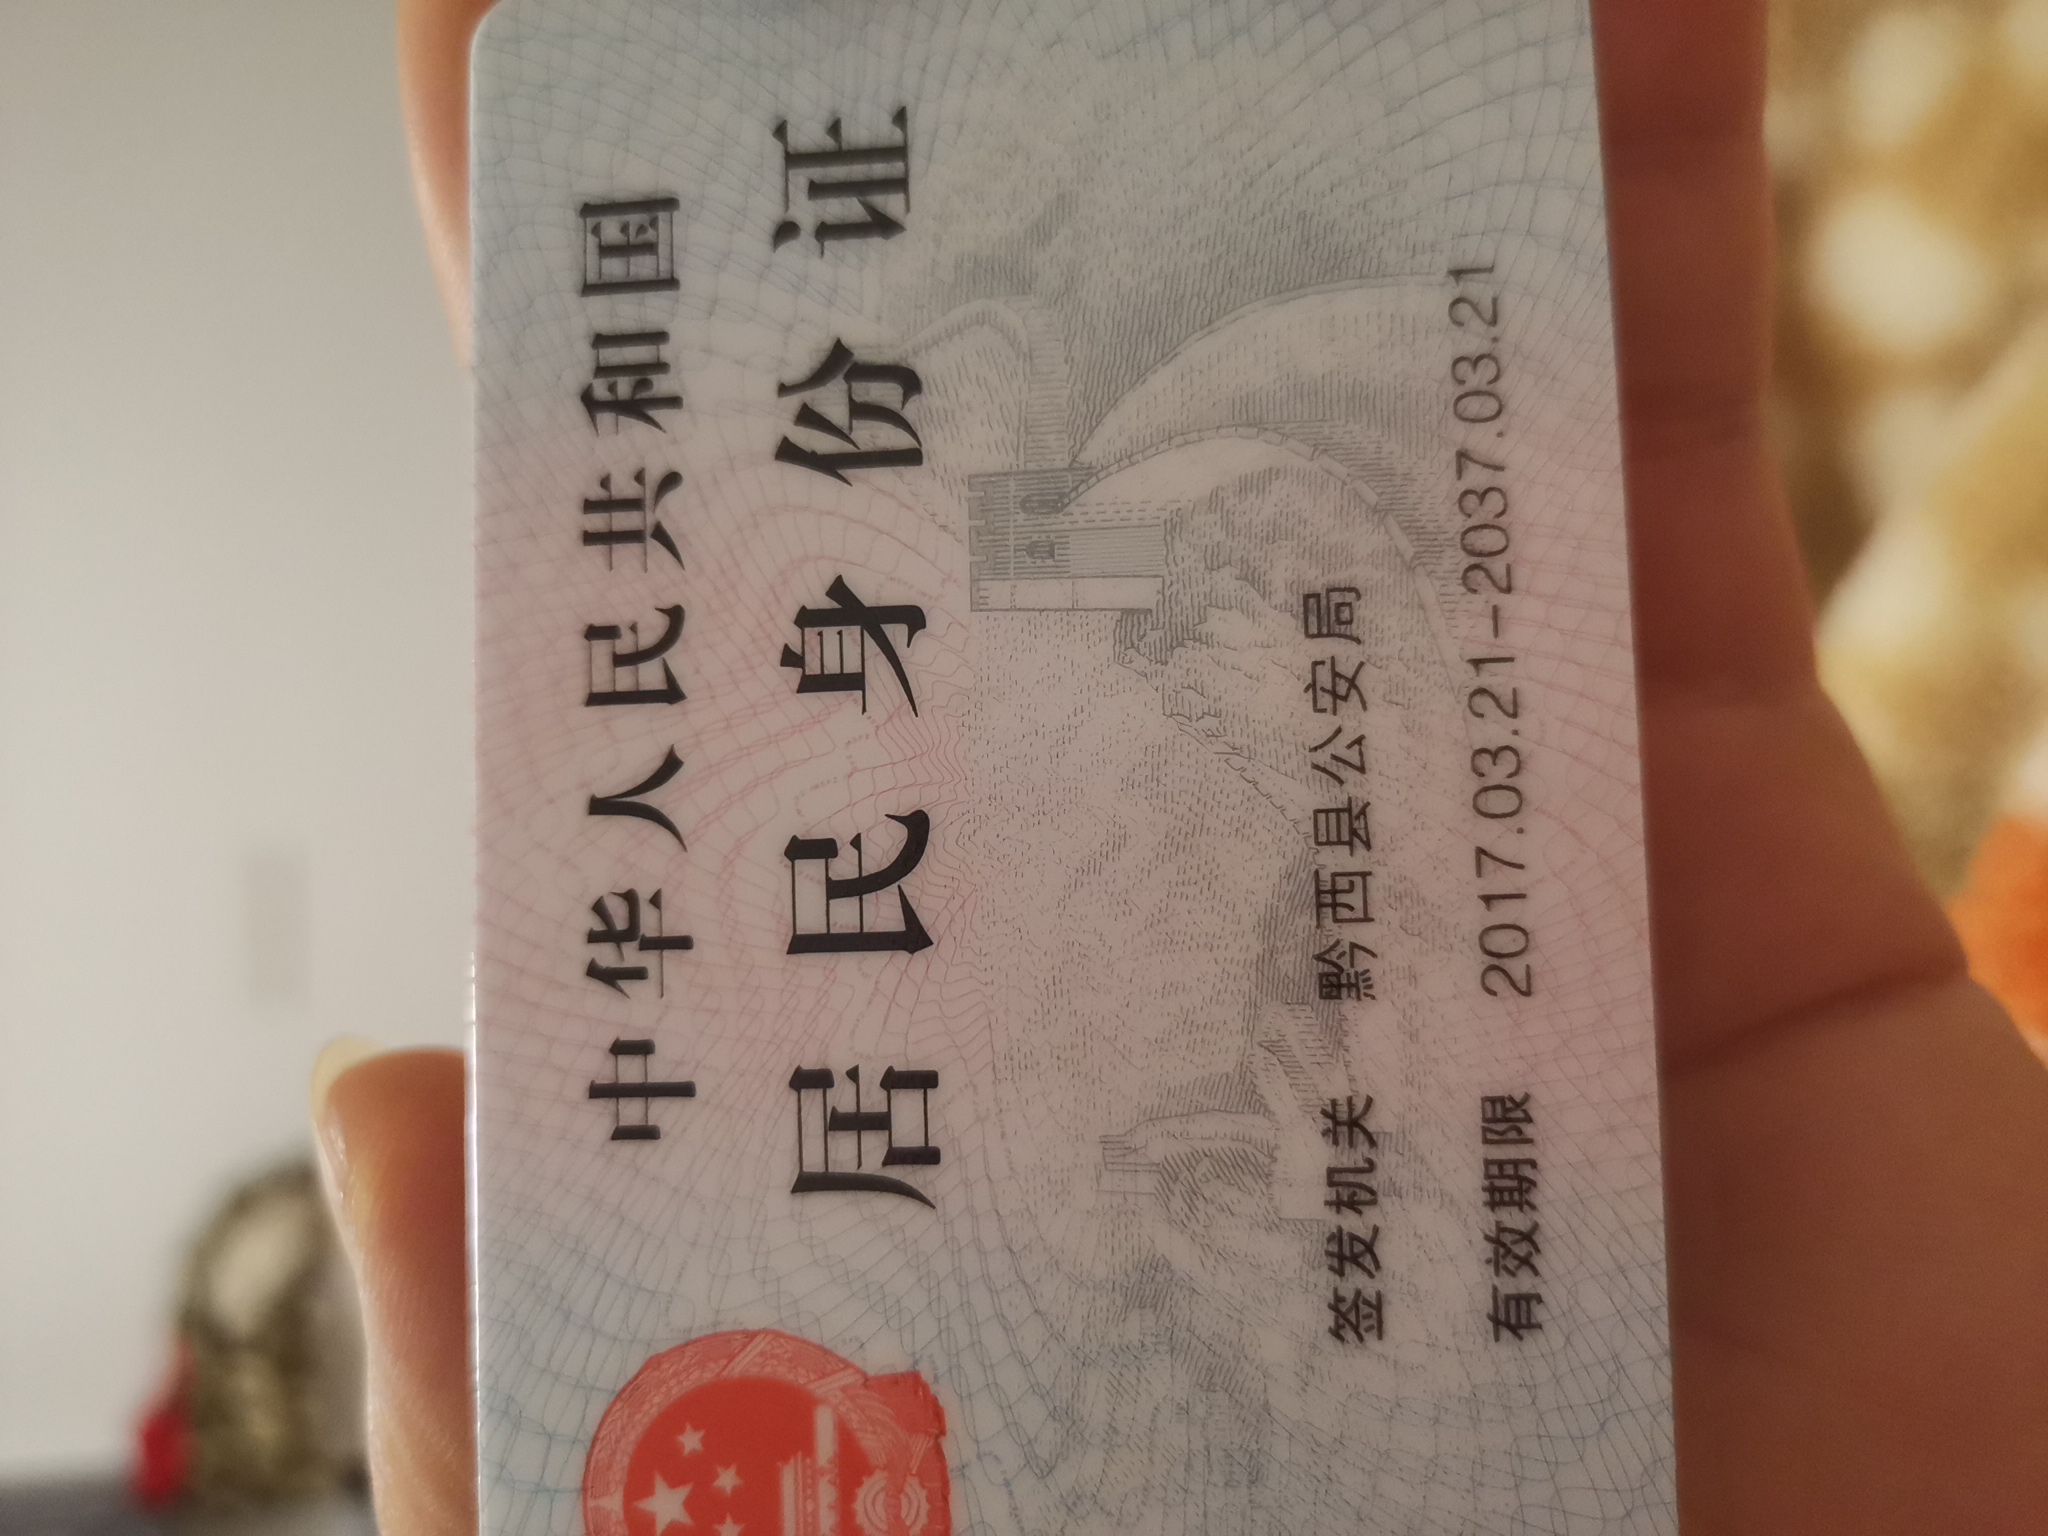 中华人民共和国
居民身份证
签发机关 黔西县公安局
有效期限 2017.03.21-2037.03.21